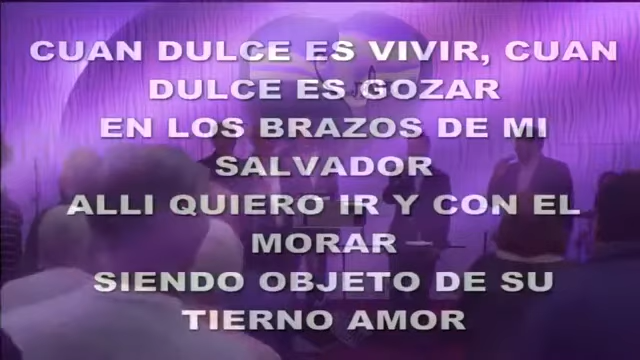 CUAN DULCE ES VIVIR, CUAN
DULCE ES GOZAR
EN LOS BRAZOS DE MI
SALVADOR
ALLI QUIERO IR Y CON EL
MORAR
SIENDO OBJETO DE SU
TIERNO AMOR